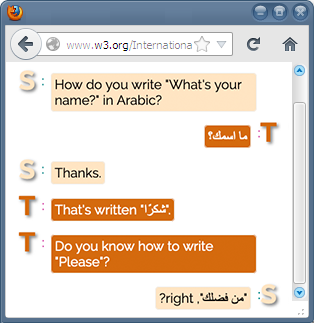 www.w3.org/Internationa
S : How do you write "What's your
name?" in Arabic?
T : ما اسمك؟
S : Thanks.
T : That's written "شكرًا".
T : Do you know how to write
"Please"?
S : "من فضلك", right?